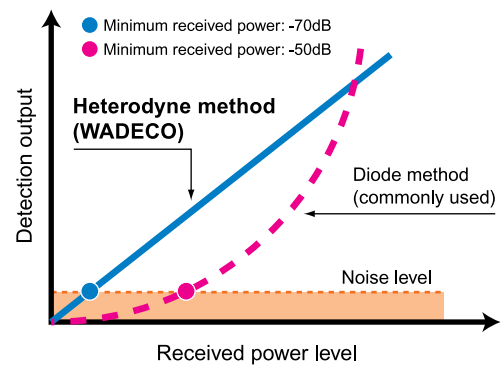 Minimum received power: -70dB
Minimum received power: -50dB
Heterodyne method
(WADECO)
Diode method
(commonly used)
Noise level
Detection output
Received power level